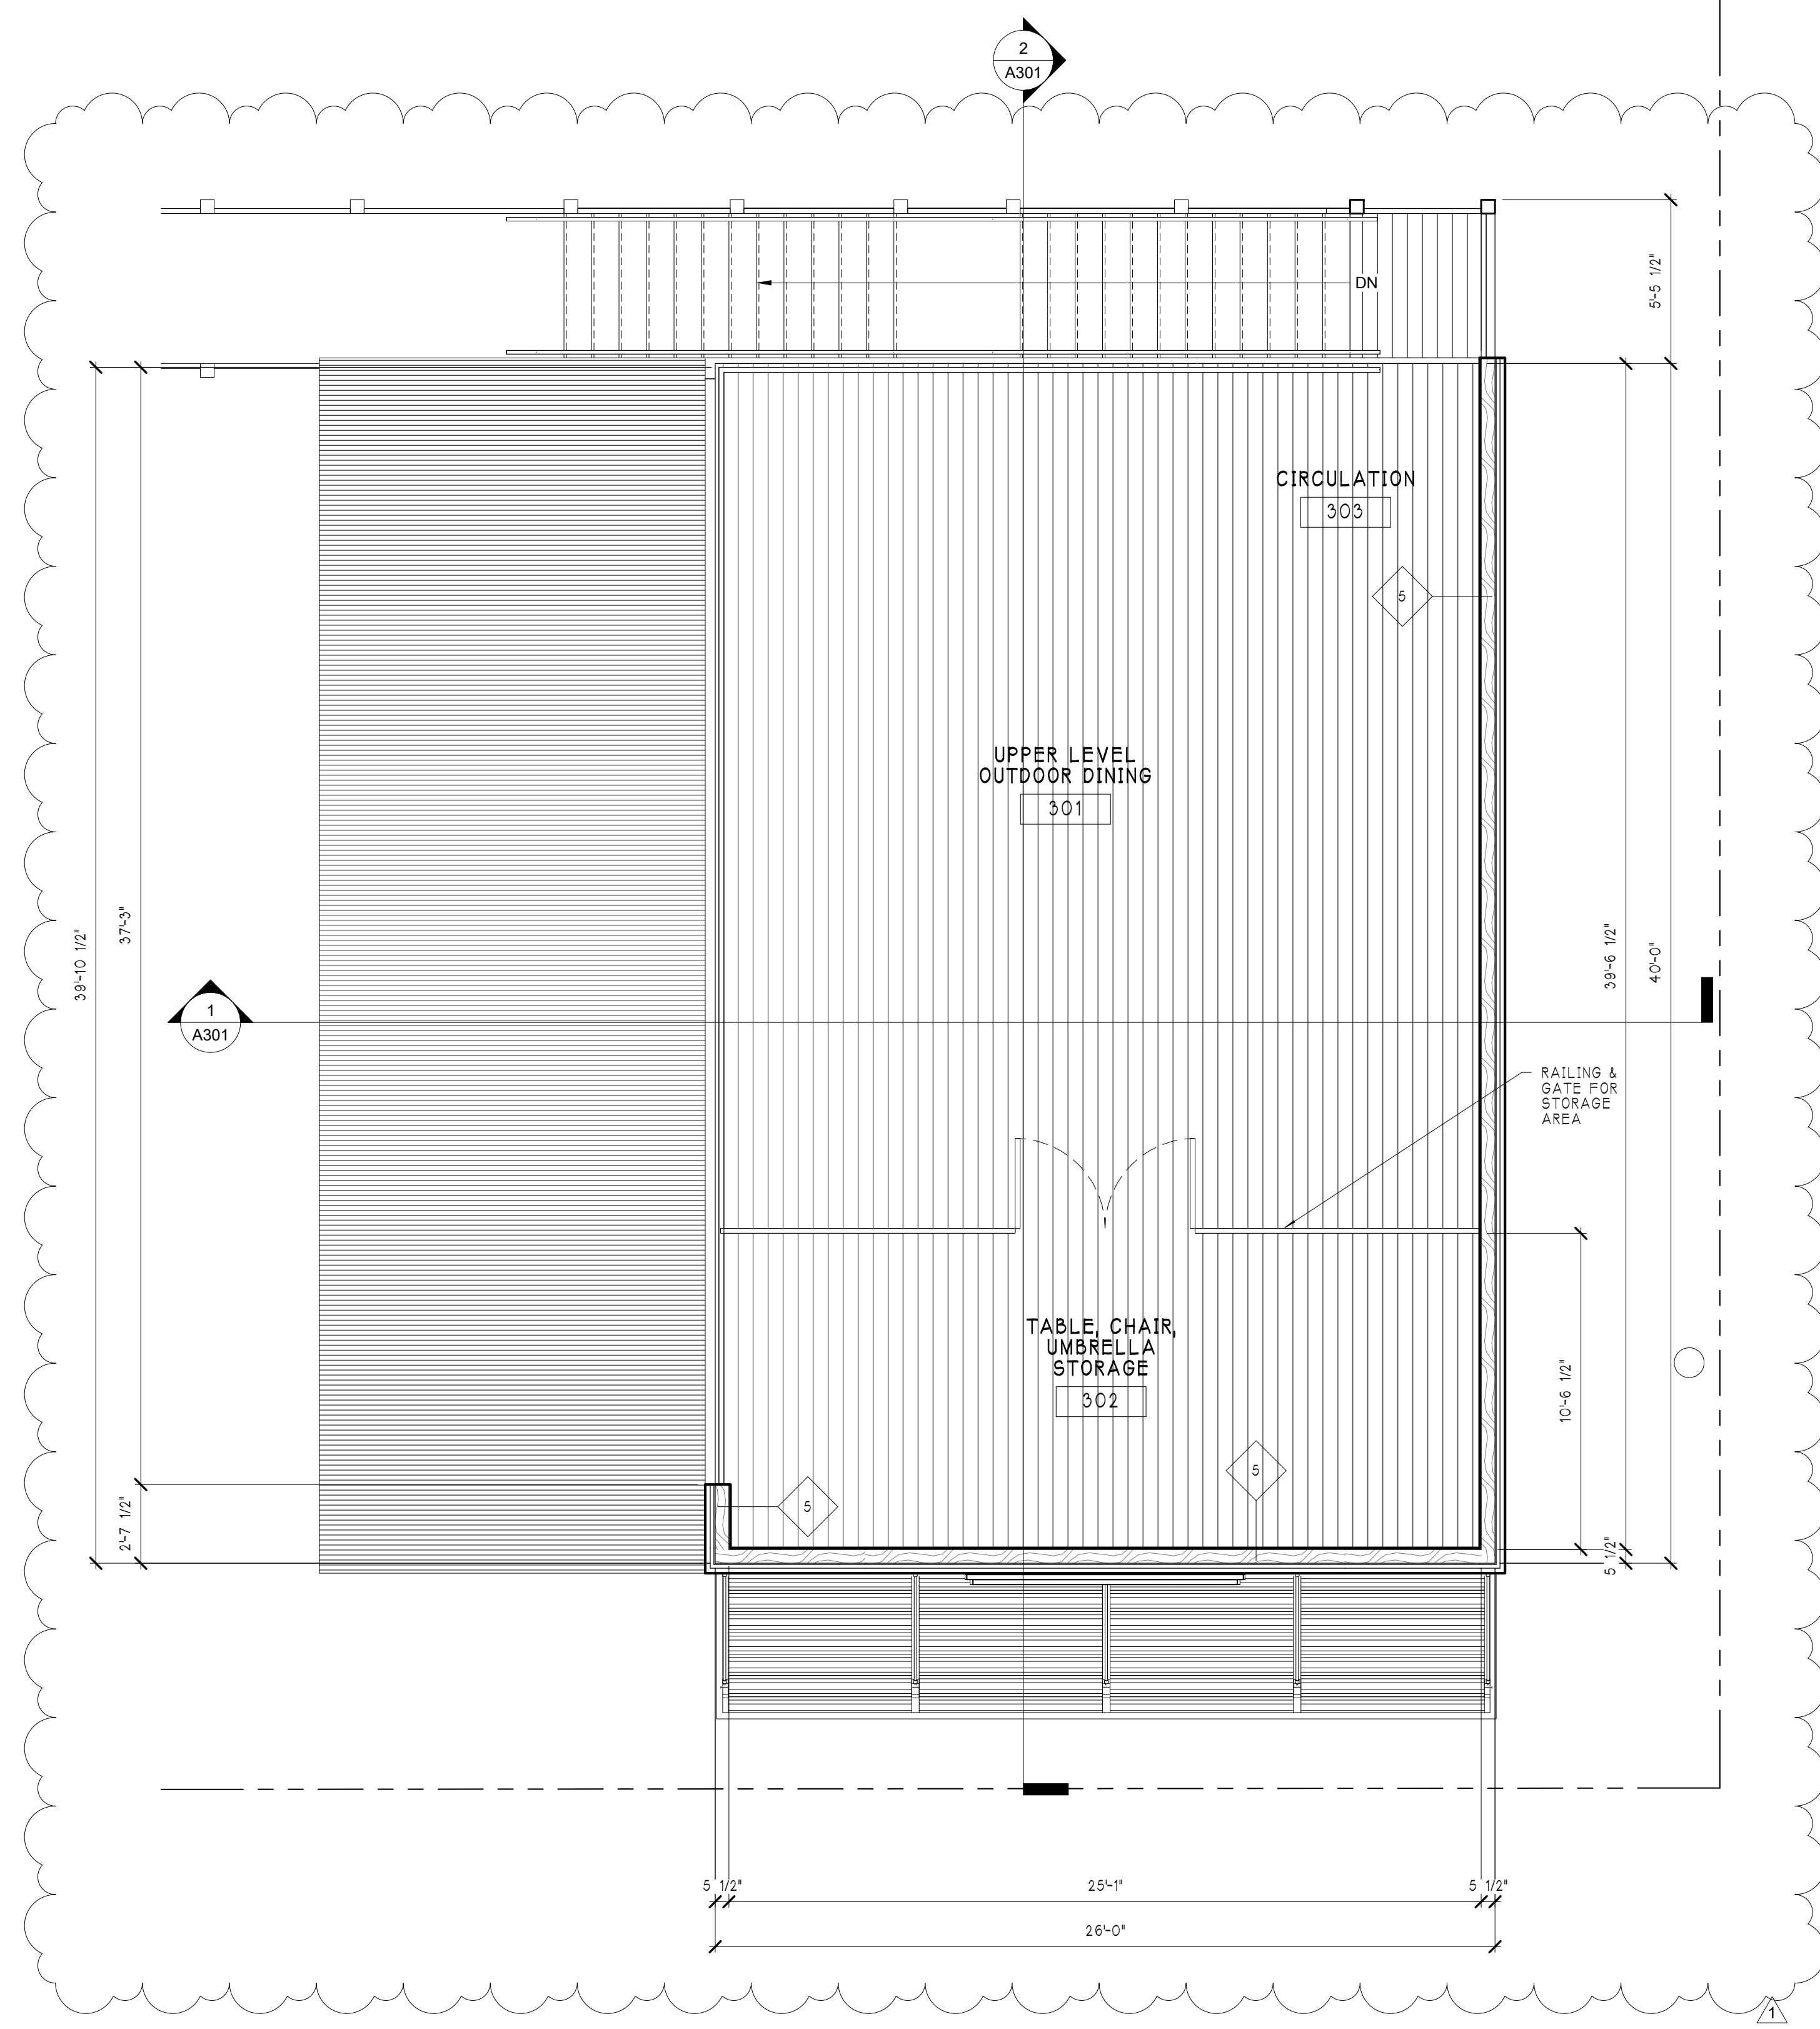 2
A301
5'-5 1/2"
DN
CIRCULATION
303
5
UPPER LEVEL
OUTDOOR DINING
301
39'-10 1/2"
37'-3"
39'-6 1/2"
40'-0"
1
A301
RAILING &
GATE FOR
STORAGE
AREA
TABLE, CHAIR,
UMBRELLA
STORAGE
302
10'-6 1/2"
5
5
2'-7 1/2"
5 1/2"
5 1/2"
25'-1"
5 1/2"
26'-0"
1